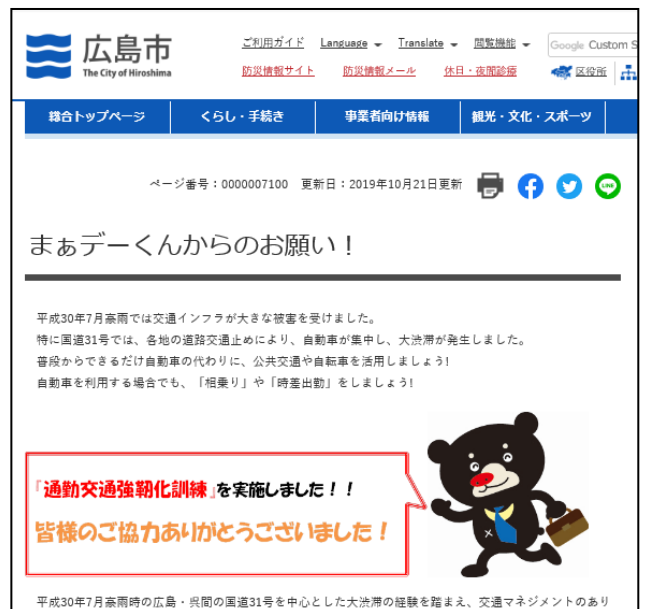 広島市
The City of Hiroshima
ご利用ガイド Language Translate 閲覧機能 Google Custom S
防災情報サイト 防災情報メール 休日・夜間診療 区役所
総合トップページ くらし・手続き 事業者向け情報 観光・文化・スポーツ
ページ番号：0000007100 更新日：2019年10月21日更新
LINE
まぁデーくんからのお願い！
平成30年7月豪雨では交通インフラが大きな被害を受けました。
特に国道31号では、各地の道路交通止めにより、自動車が集中し、大渋滞が発生しました。
普段からできるだけ自動車の代わりに、公共交通や自転車を活用しましょう!
自動車を利用する場合でも、「相乗り」や「時差出勤」をしましょう!
「通勤交通強靭化訓練」を実施しました！！
皆様のご協力ありがとうございました！
平成30年7月豪雨時の広島・呉間の国道31号を中心とした大渋滞の経験を踏まえ、交通マネジメントのあり